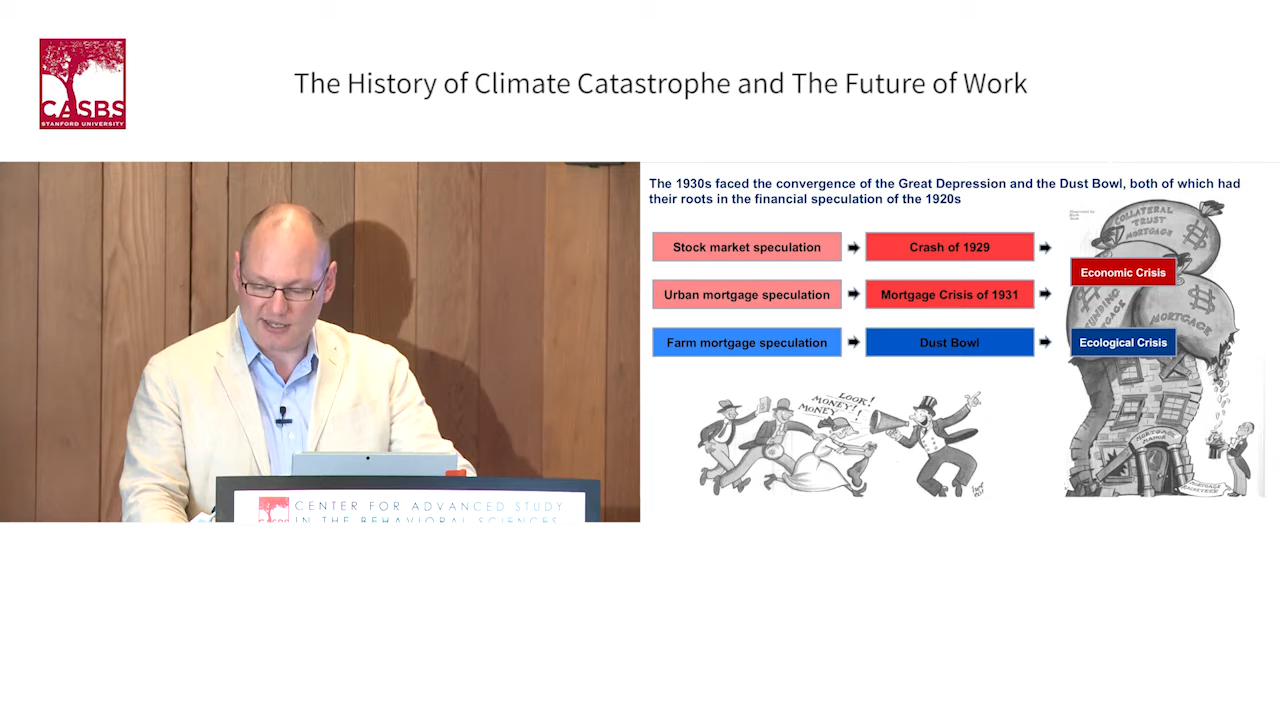 CASBS
STANFORD UNIVERSITY
The History of Climate Catastrophe and The Future of Work
CENTER FOR ADVANCED STUDY
IN THE BEHAVIORAL SCIENCES
The 1930s faced the convergence of the Great Depression and the Dust Bowl, both of which had
their roots in the financial speculation of the 1920s
Stock market speculation
Crash of 1929
Urban mortgage speculation
Mortgage Crisis of 1931
Farm mortgage speculation
Dust Bowl
Economic Crisis
Ecological Crisis
COLLATERAL
TRUST
MORTGAGE
MORTGAGE
LOOK!
MONEY!!
MONEY!
MORTGAGE
MANOR
MORTGAGE